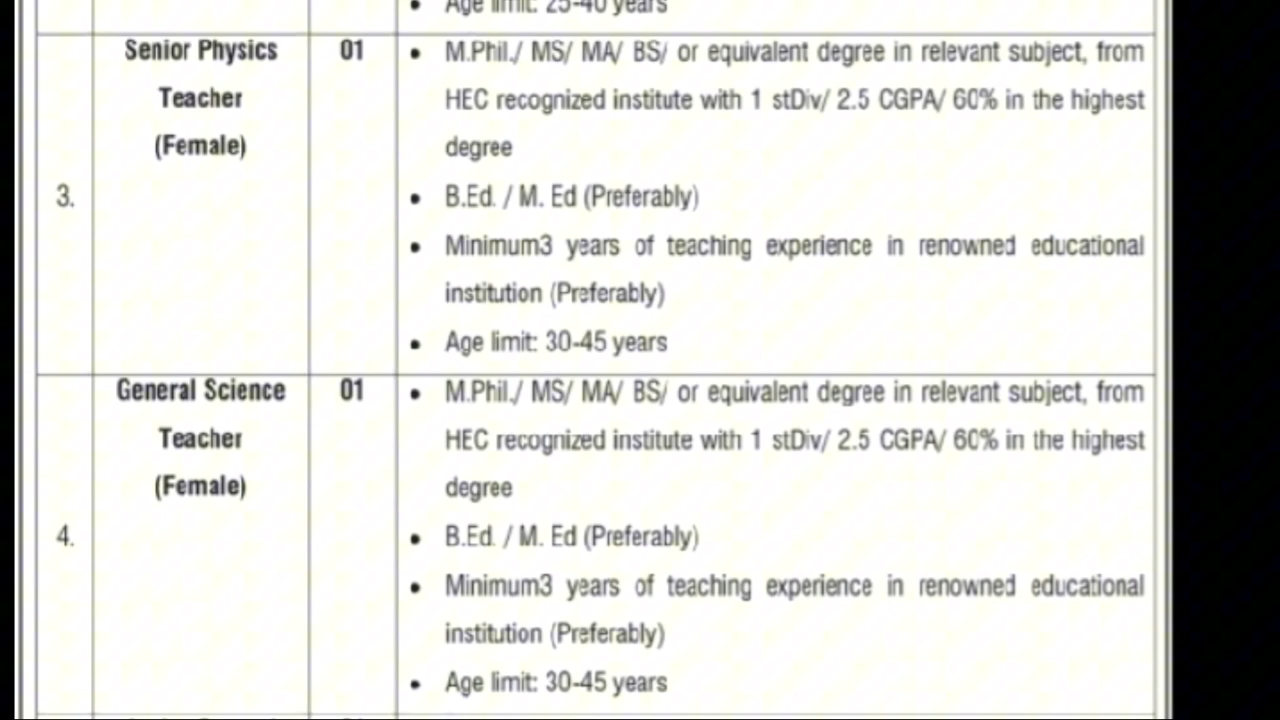 Age limit: 25-40 years
Senior Physics
Teacher
(Female)
01
3.
• M.Phil./ MS/ MA/ BS/ or equivalent degree in relevant subject, from
HEC recognized institute with 1 stDiv/ 2.5 CGPA/ 60% in the highest
degree
• B.Ed. / M. Ed (Preferably)
• Minimum3 years of teaching experience in renowned educational
institution (Preferably)
• Age limit: 30-45 years
General Science
Teacher
(Female)
01
4.
• M.Phil./ MS/ MA/ BS/ or equivalent degree in relevant subject, from
HEC recognized institute with 1 stDiv/ 2.5 CGPA/ 60% in the highest
degree
• B.Ed. / M. Ed (Preferably)
• Minimum3 years of teaching experience in renowned educational
institution (Preferably)
• Age limit: 30-45 years